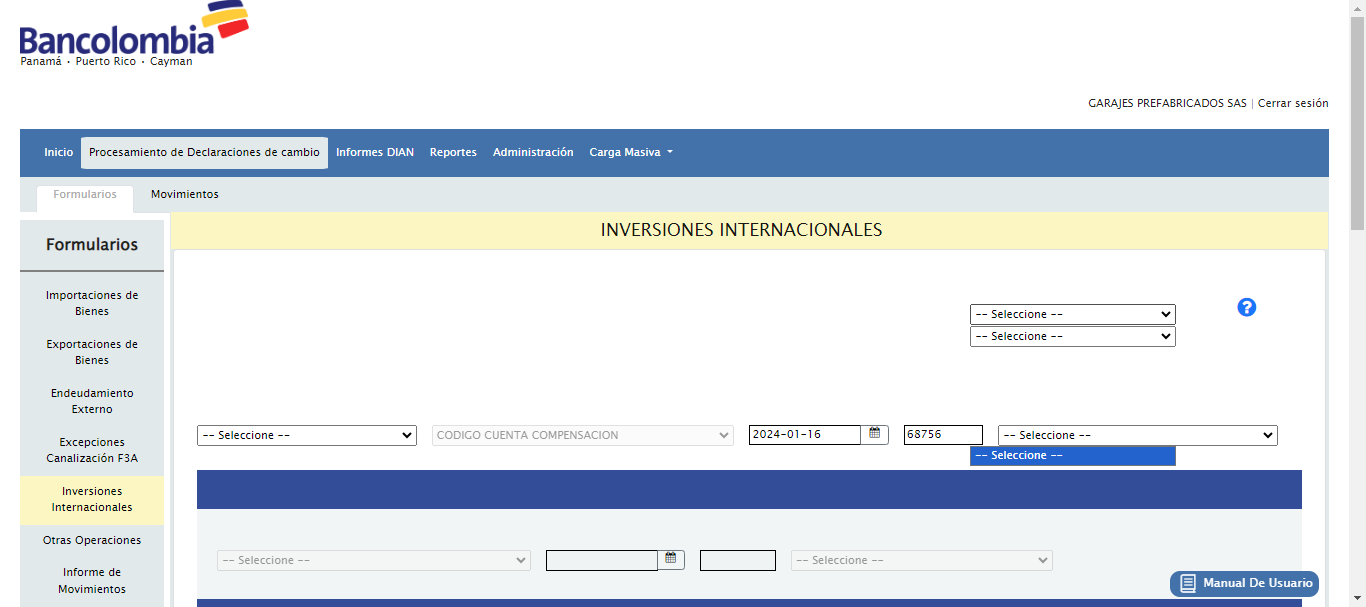 Bancolombia
Panamá · Puerto Rico · Cayman
GARAJES PREFABRICADOS SAS | Cerrar sesión
Inicio Procesamiento de Declaraciones de cambio Informes DIAN Reportes Administración Carga Masiva
Formularios Movimientos
INVERSIONES INTERNACIONALES
Formularios
Importaciones de
Bienes
Exportaciones de
Bienes
Endeudamiento
Externo
Excepciones
Canalización F3A
Inversiones
Internacionales
Otras Operaciones
Informe de
Movimientos
-- Seleccione --
?
-- Seleccione --
-- Seleccione -- CODIGO CUENTA COMPENSACION 2024-01-16 68756 -- Seleccione --
-- Seleccione --
-- Seleccione -- -- Seleccione --
Manual De Usuario